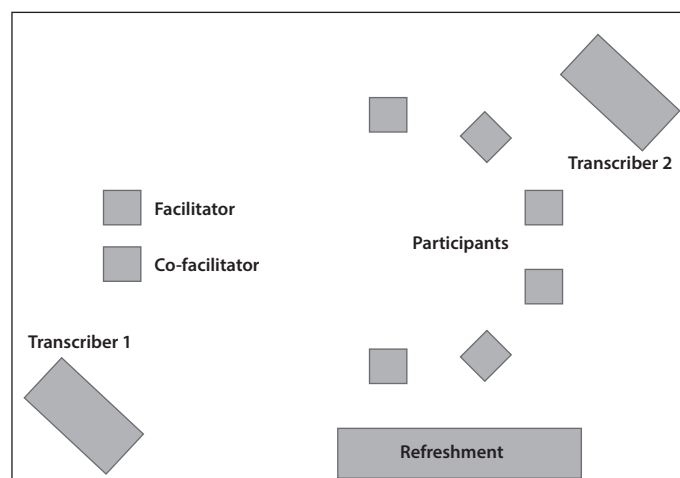 Transcriber 2
Facilitator
Participants
Co-facilitator
Transcriber 1
Refreshment